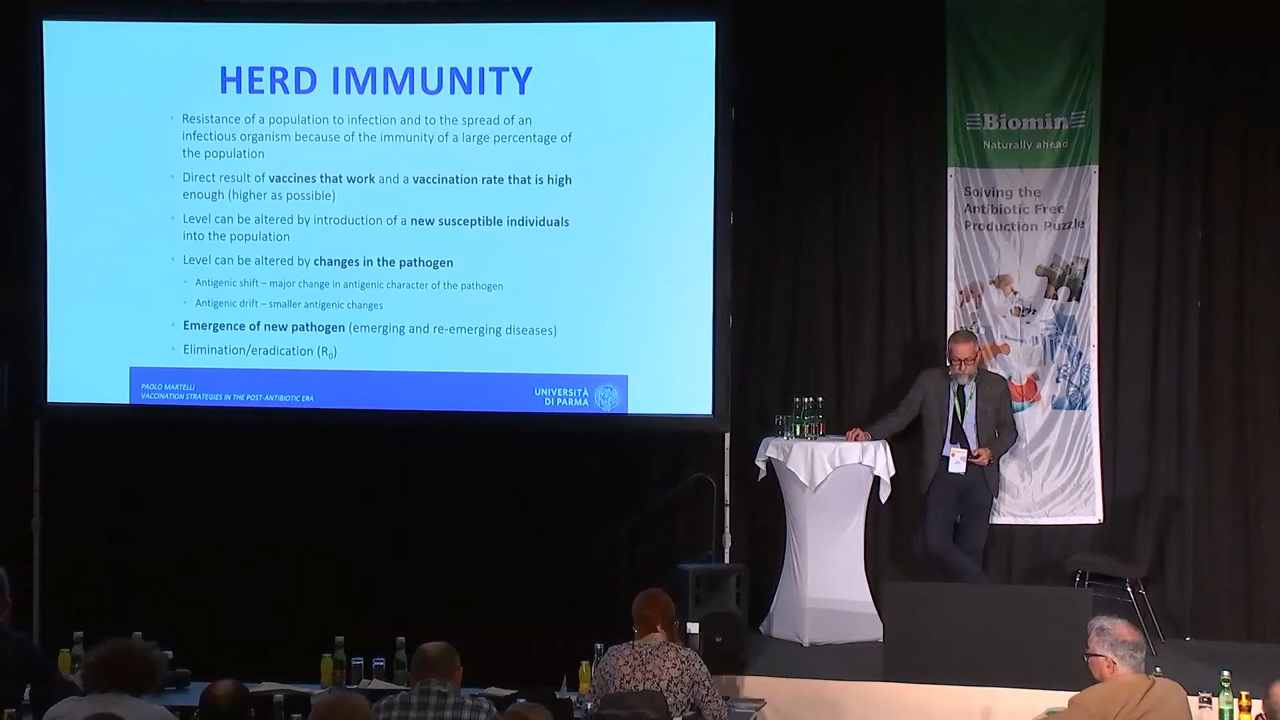 HERD IMMUNITY
Resistance of a population to infection and to the spread of an
infectious organism because of the immunity of a large percentage of
the population
Direct result of vaccines that work and a vaccination rate that is high
enough (higher as possible)
Level can be altered by introduction of a new susceptible individuals
into the population
Level can be altered by changes in the pathogen
Antigenic shift – major change in antigenic character of the pathogen
Antigenic drift – smaller antigenic changes
Emergence of new pathogen (emerging and re-emerging diseases)
Elimination/eradication (R0)
PAOLO MARTELLI
VACCINATION STRATEGIES IN THE POST-ANTIBIOTIC ERA
UNIVERSITÀ
DI PARMA
Biomin
Naturally ahead
Solving the
Antibiotic Free
Production Puzzle